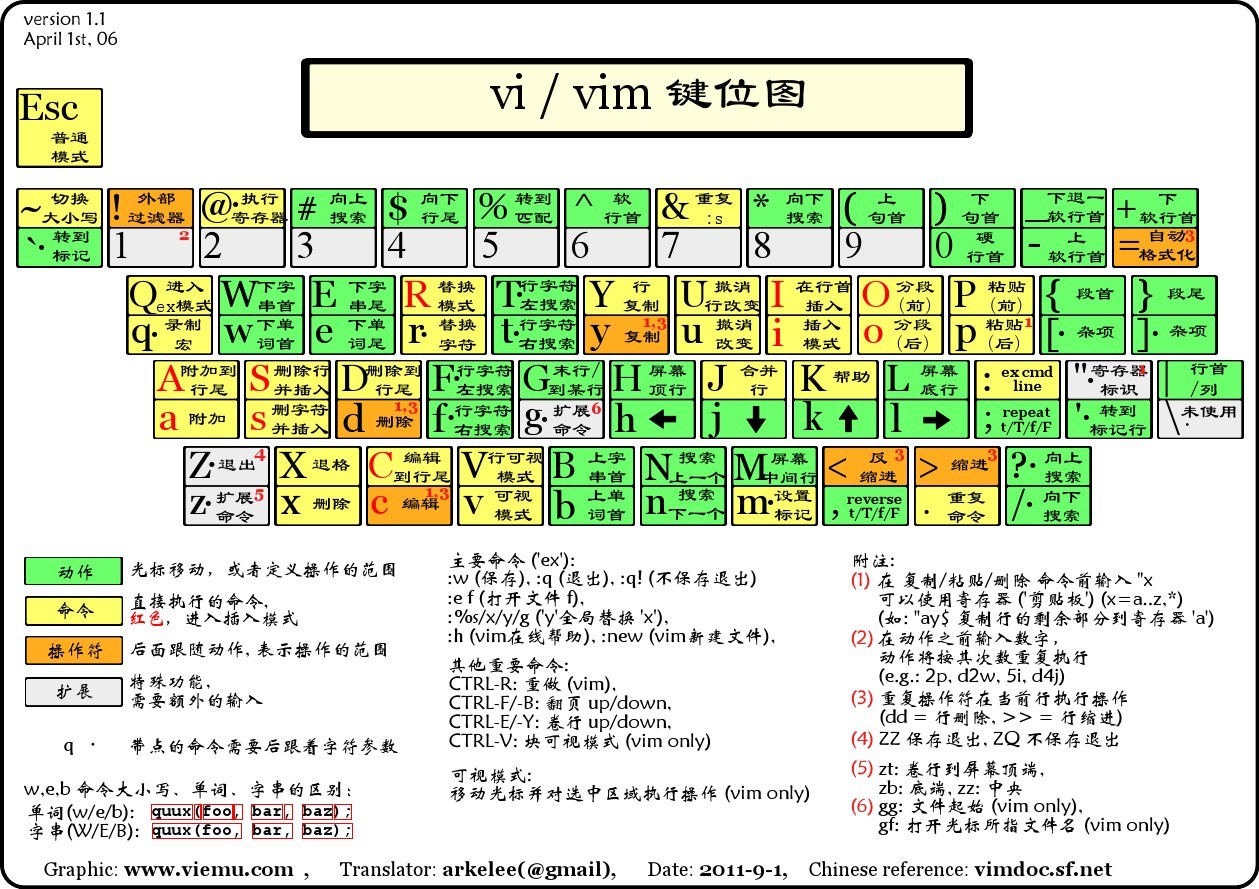 version 1.1
April 1st, 06
vi / vim 键位图
Esc 普通
模式
~ 切换
大小写
! 外部
过滤器
@· 执行
寄存器
# 向上
搜索
$ 向下
行尾
% 转到
匹配
^ 软
行首
& 重复
:s
* 向下
搜索
( 上
句首
) 下
句首
_ 下退一
软行首
+ 下
软行首
`· 转到
标记
1 2
2
3
4
5
6
7
8
9
0 硬
行首
- 上
软行首
= 自动3
格式化
Q 进入
ex模式
W 下字
串首
E 下字
串尾
R 替换
模式
T· 行字符
左搜索
Y 行
复制
U 撤消
行改变
I 在行首
插入
O 分段
(前)
P 粘贴
(前)
{ 段首
} 段尾
q· 录制
宏
w 下单
词首
e 下单
词尾
r· 替换
字符
t· 行字符
右搜索
y 复制 1,3
u 撤消
改变
i 插入
模式
o 分段
(后)
p 粘贴1
(后)
[· 杂项
]· 杂项
A 附加到
行尾
S 删除行
并插入
D 删除到
行尾
F· 行字符
左搜索
G 末行/
到某行
H 屏幕
顶行
J 合并
行
K 帮助
L 屏幕
底行
: ex cmd
line
"· 寄存器1
标识
| 行首
/列
a 附加
s 删字符
并插入
d 删除 1,3
f· 行字符
右搜索
g· 扩展6
命令
h ←
j ↓
k ↑
l →
; repeat
t/T/f/F
'· 转到
标记行
\· 未使用
Z· 退出4
X 退格
C 编辑
到行尾
V 行可视
模式
B 上字
串首
N 搜索
上一个
M 屏幕
中间行
< 反3
缩进
> 缩进3
?· 向上
搜索
z· 扩展5
命令
x 删除
c 编辑 1,3
v 可视
模式
b 上单
词首
n 搜索
下一个
m· 设置
标记
, reverse
t/T/f/F
. 重复
命令
/· 向下
搜索
动作 光标移动，或者定义操作的范围
命令 直接执行的命令,
红色, 进入插入模式
操作符 后面跟随动作, 表示操作的范围
扩展 特殊功能,
需要额外的输入
q · 带点的命令需要后跟着字符参数
w,e,b 命令大小写、单词、字串的区别:
单词(w/e/b): quux(foo, bar, baz);
字串(W/E/B): quux(foo, bar, baz);
主要命令 ('ex'):
:w (保存), :q (退出), :q! (不保存退出)
:e f (打开文件 f),
:%s/x/y/g ('y'全局替换 'x'),
:h (vim在线帮助), :new (vim新建文件),
其他重要命令:
CTRL-R: 重做 (vim),
CTRL-F/-B: 翻页 up/down,
CTRL-E/-Y: 卷行 up/down,
CTRL-V: 块可视模式 (vim only)
可视模式:
移动光标并对选中区域执行操作 (vim only)
附注:
(1) 在 复制/粘贴/删除 命令前输入 "x
可以使用寄存器 ('剪贴板') (x=a..z,*)
(如: "ay$ 复制行的剩余部分到寄存器 'a')
(2) 在动作之前输入数字,
动作将按其次数重复执行
(e.g.: 2p, d2w, 5i, d4j)
(3) 重复操作符在当前行执行操作
(dd = 行删除, >> = 行缩进)
(4) ZZ 保存退出, ZQ 不保存退出
(5) zt: 卷行到屏幕顶端,
zb: 底端, zz: 中央
(6) gg: 文件起始 (vim only),
gf: 打开光标所指文件名 (vim only)
Graphic: www.viemu.com , Translator: arkelee(@gmail), Date: 2011-9-1, Chinese reference: vimdoc.sf.net